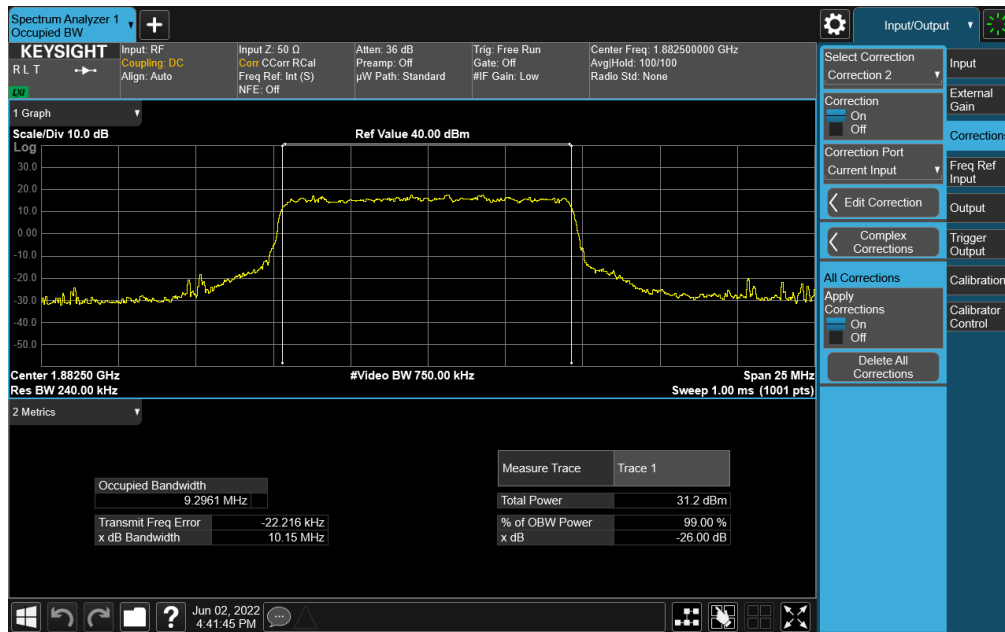 Spectrum Analyzer 1
Occupied BW
Input/Output
KEYSIGHT
R L T
LXI
Input: RF
Coupling: DC
Align: Auto
Input Z: 50 Ω
Corr CCorr RCal
Freq Ref: Int (S)
NFE: Off
Atten: 36 dB
Preamp: Off
µW Path: Standard
Trig: Free Run
Gate: Off
#IF Gain: Low
Center Freq: 1.882500000 GHz
Avg|Hold: 100/100
Radio Std: None
1 Graph
Scale/Div 10.0 dB
Ref Value 40.00 dBm
Log
30.0
20.0
10.0
0.00
-10.0
-20.0
-30.0
-40.0
-50.0
Center 1.88250 GHz
#Video BW 750.00 kHz
Span 25 MHz
Res BW 240.00 kHz
Sweep 1.00 ms (1001 pts)
2 Metrics
Occupied Bandwidth
9.2961 MHz
Transmit Freq Error -22.216 kHz
x dB Bandwidth 10.15 MHz
Measure Trace Trace 1
Total Power 31.2 dBm
% of OBW Power 99.00 %
x dB -26.00 dB
Select Correction
Correction 2
Correction
On
Off
Correction Port
Current Input
Edit Correction
Complex
Corrections
All Corrections
Apply
Corrections
On
Off
Delete All
Corrections
Input
External
Gain
Corrections
Freq Ref
Input
Output
Trigger
Output
Calibration
Calibrator
Control
?
Jun 02, 2022
4:41:45 PM